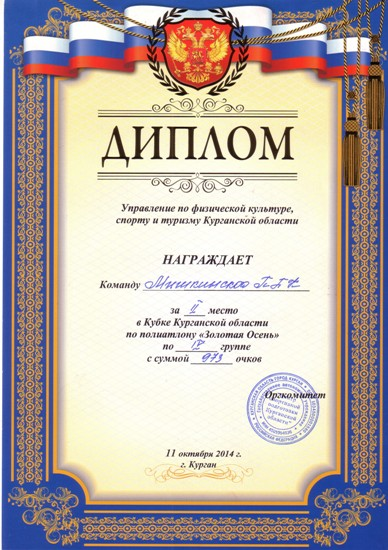 ДИПЛОМ
Управление по физической культуре,
спорту и туризму Курганской области
НАГРАЖДАЕТ
Команду Мишкинского
за II место
в Кубке Курганской области
по полиатлону «Золотая Осень»
по IV группе
с суммой 973 очков
Оргкомитет
11 октября 2014 г.
г. Курган